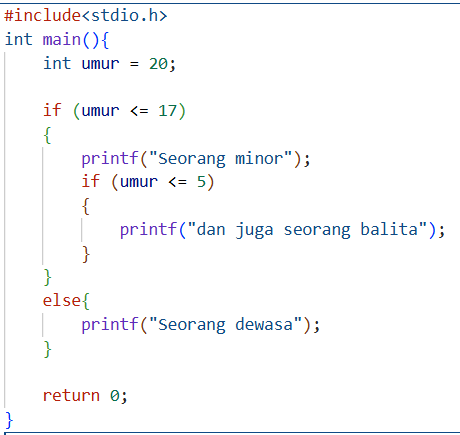 #include<stdio.h>
int main(){
    int umur = 20;

    if (umur <= 17)
    {
        printf("Seorang minor");
        if (umur <= 5)
        {
            printf("dan juga seorang balita");
        }
    }
    else{
        printf("Seorang dewasa");
    }

    return 0;
}